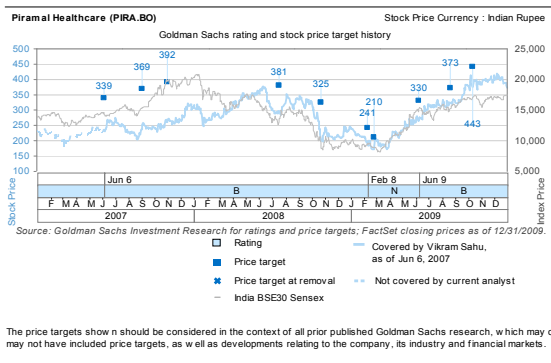 Piramal Healthcare (PIRA.BO) Stock Price Currency : Indian Rupee
Goldman Sachs rating and stock price target history
500 25,000
450
400 20,000
350
300 15,000
250
200 10,000
150
100 5,000
392
369
339
381
325
373
330
210
241
443
Stock Price
Index Price
Jun 6 Feb 8 Jun 9
B N B
F M A M J J A S O N D J F M A M J J A S O N D J F M A M J J A S O N D
2007 2008 2009
Source: Goldman Sachs Investment Research for ratings and price targets; FactSet closing prices as of 12/31/2009.
Rating Covered by Vikram Sahu,
as of Jun 6, 2007
Price target
Price target at removal Not covered by current analyst
India BSE30 Sensex
The price targets shown should be considered in the context of all prior published Goldman Sachs research, which may o
may not have included price targets, as well as developments relating to the company, its industry and financial markets.